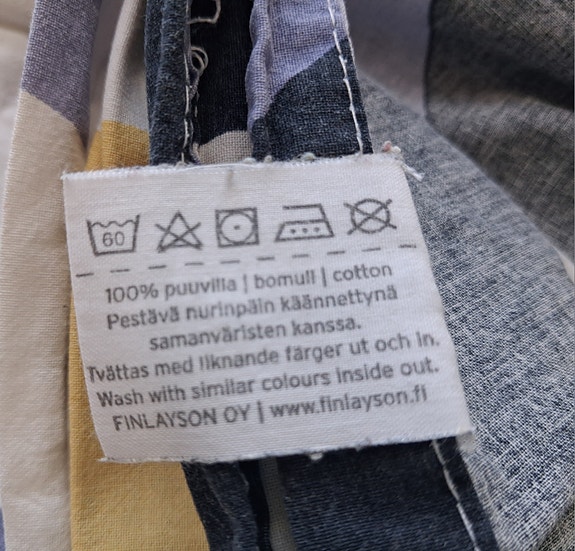 60
100% puuvilla | bomull | cotton
Pestävä nurinpäin käännettynä
samanväristen kanssa.
Tvättas med liknande färger ut och in.
Wash with similar colours inside out.
FINLAYSON OY | www.finlayson.fi